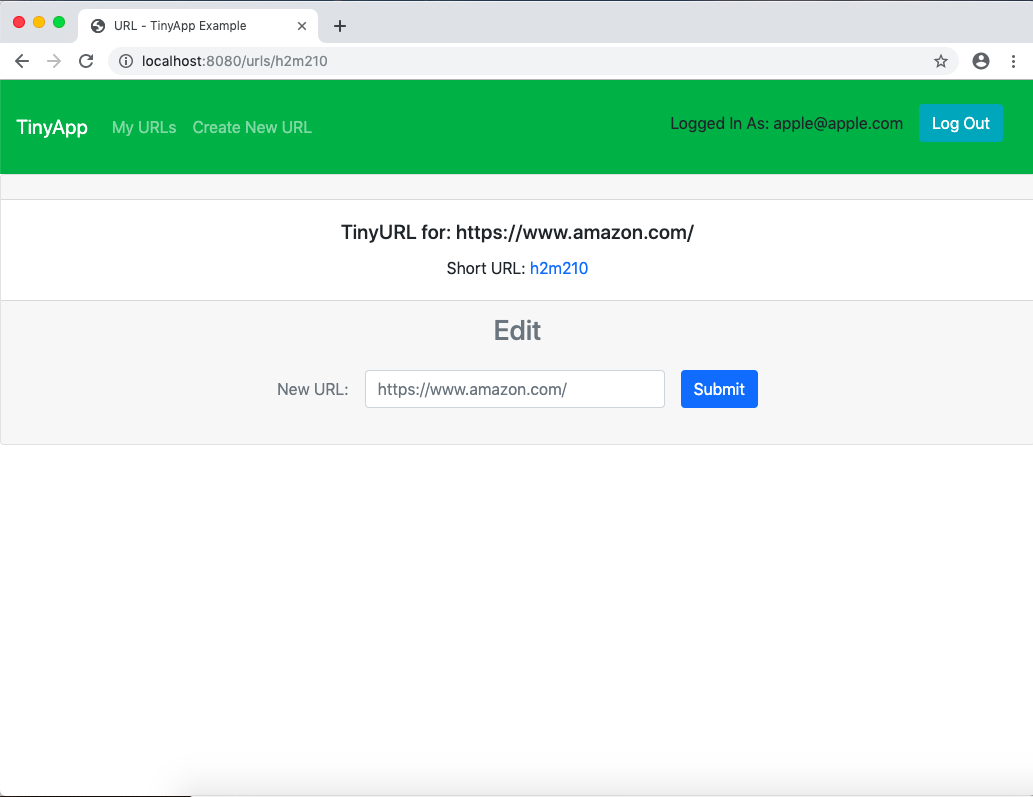 URL - TinyApp Example
localhost:8080/urls/h2m210
TinyApp My URLs Create New URL Logged In As: apple@apple.com Log Out
TinyURL for: https://www.amazon.com/
Short URL: h2m210
Edit
New URL: https://www.amazon.com/ Submit